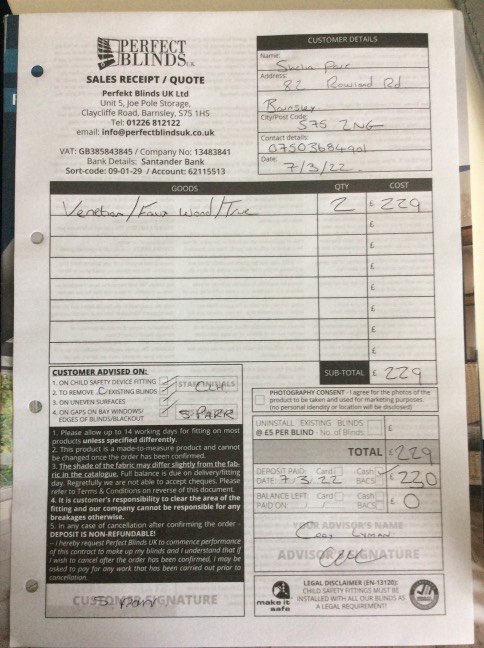 PERFECT
BLINDS UK
SALES RECEIPT / QUOTE
Perfekt Blinds UK Ltd
Unit 5, Joe Pole Storage,
Claycliffe Road, Barnsley, S75 1HS
Tel: 01226 812122
email: info@perfectblindsuk.co.uk
VAT: GB385843845 / Company No: 13483841
Bank Details: Santander Bank
Sort-code: 09-01-29 / Account: 62115513
CUSTOMER DETAILS
Name:
Address: 82 Rowland Rd
Barnsley
City/Post Code: S75 2NG
Contact details:
07503684901
Date: 7/3/22
GOODS QTY COST
Venetian/Faux Wood/True 2 £ 229
£
£
£
£
£
£
£
SUB-TOTAL £ 229
CUSTOMER ADVISED ON:
1. ON CHILD SAFETY DEVICE FITTING
2. TO REMOVE EXISTING BLINDS
3. ON UNEVEN SURFACES
4. ON GAPS ON BAY WINDOWS/
EDGES OF BLINDS/BLACKOUT
STAFF INITIALS
S PARR
1. Please allow up to 14 working days for fitting on most
products unless specified differently.
2. This product is a made-to-measure product and cannot
be changed once the order has been confirmed.
3. The shade of the fabric may differ slightly from the fab-
ric in the catalogue. Full balance is due on delivery/fitting
day. Regretfully we are not able to accept cheques. Please
refer to Terms & Conditions on reverse of this document.
4. It is customer's responsibility to clear the area of
fitting and our company cannot be responsible for any
breakages otherwise.
5. In any case of cancellation after confirming the order -
DEPOSIT IS NON-REFUNDABLE!
- I hereby request Perfect Blinds UK to commence performance
of this contract to make up my blinds and I understand that if
I wish to cancel after the order has been confirmed, I may be
asked to pay for any work that has been carried out prior to
cancellation.
CUSTOMER SIGNATURE
S. Parr
PHOTOGRAPHY CONSENT - I agree for the photos of the
product to be taken and used for marketing purposes.
(no personal identity or location will be disclosed)
UNINSTALL EXISTING BLINDS
@ £5 PER BLIND - No. of Blinds: £
TOTAL £229
DEPOSIT PAID: Card Cash
DATE: 7 3 22 BACS £ 230
BALANCE LEFT: Card Cash
PAID ON: BACS £ 0
YOUR ADVISOR'S NAME
Cody
ADVISOR SIGNATURE
make it
safe
LEGAL DISCLAIMER (EN-13120):
CHILD SAFETY FITTINGS MUST BE
INSTALLED WITH ALL OUR BLINDS AS
A LEGAL REQUIREMENT!